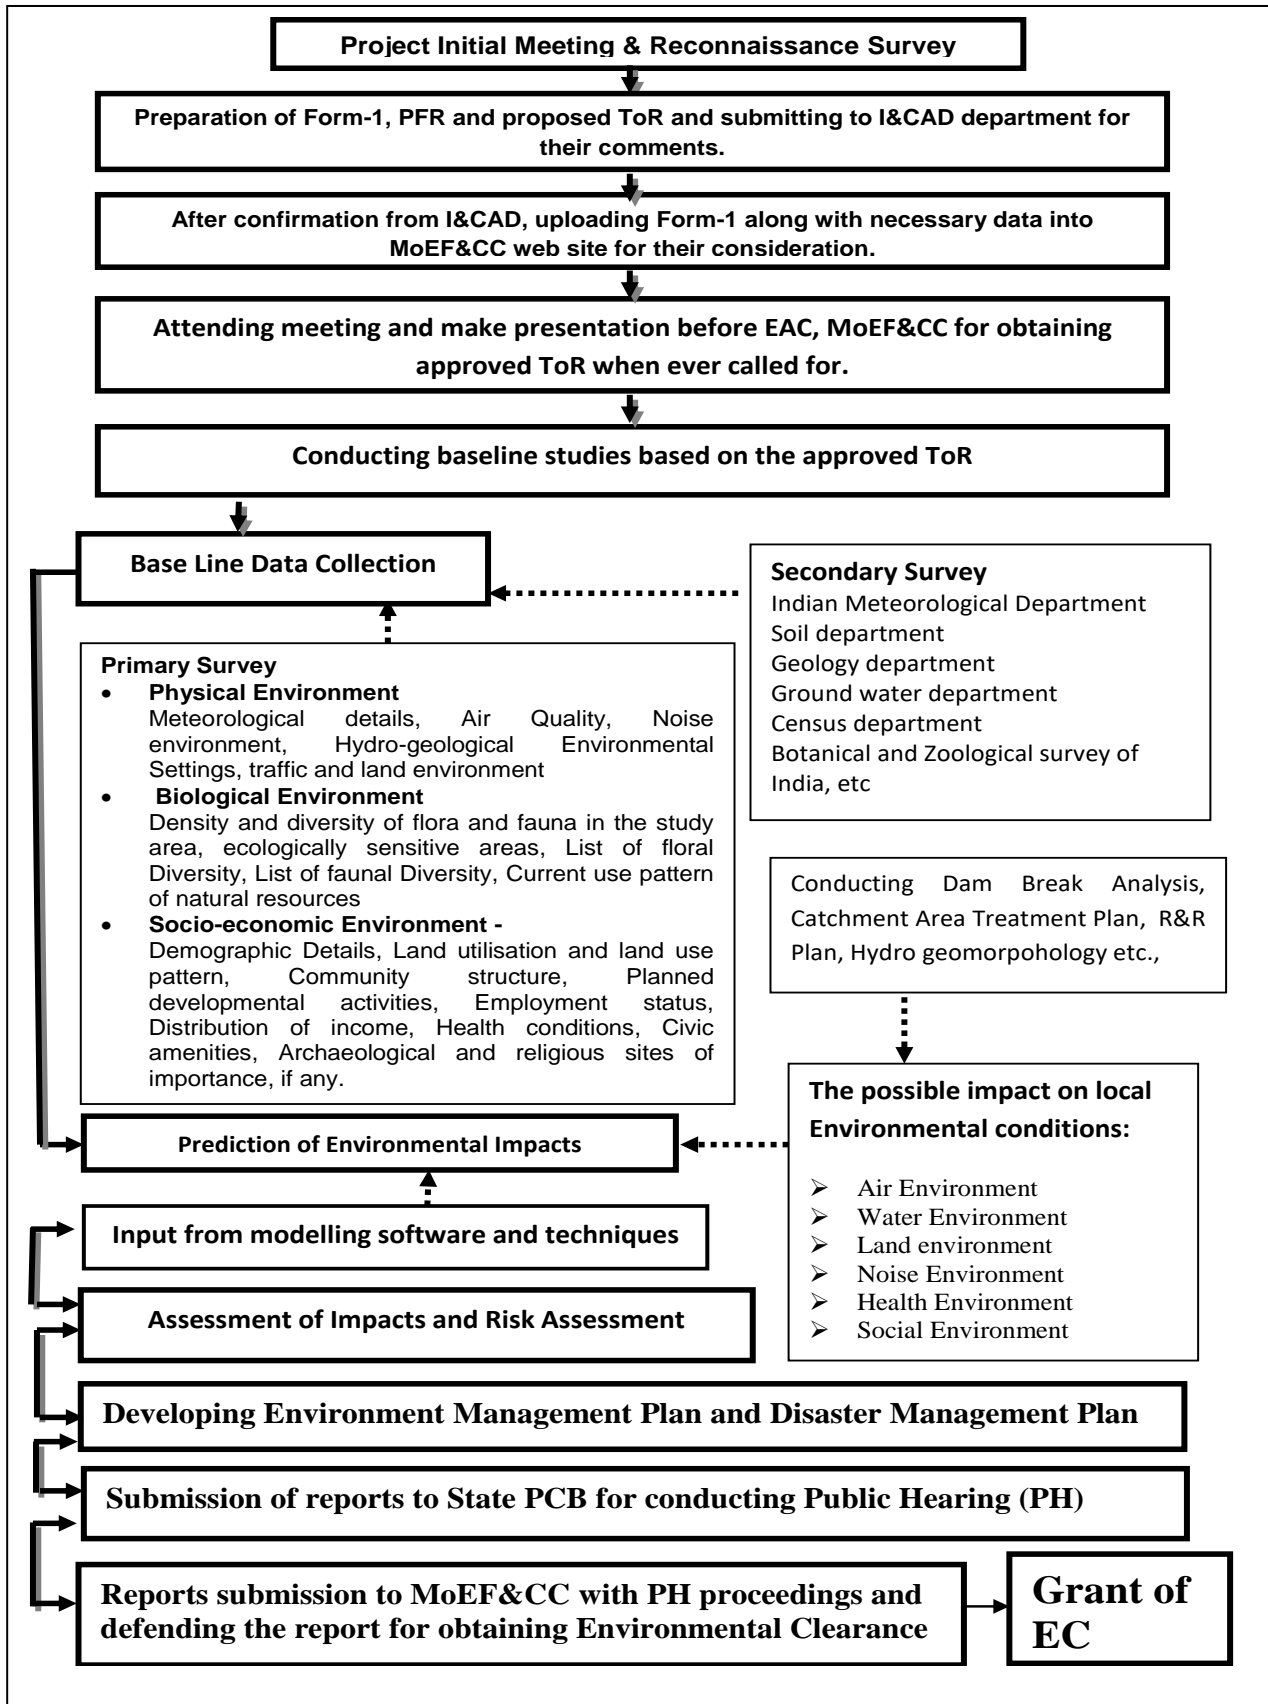 Project Initial Meeting & Reconnaissance Survey
Preparation of Form-1, PFR and proposed ToR and submitting to I&CAD department for
their comments.
After confirmation from I&CAD, uploading Form-1 along with necessary data into
MoEF&CC web site for their consideration.
Attending meeting and make presentation before EAC, MoEF&CC for obtaining
approved ToR when ever called for.
Conducting baseline studies based on the approved ToR
Base Line Data Collection
Secondary Survey
Indian Meteorological Department
Soil department
Geology department
Ground water department
Census department
Botanical and Zoological survey of
India, etc
Primary Survey
• Physical Environment
Meteorological details, Air Quality, Noise
environment, Hydro-geological Environmental
Settings, traffic and land environment
• Biological Environment
Density and diversity of flora and fauna in the study
area, ecologically sensitive areas, List of floral
Diversity, List of faunal Diversity, Current use pattern
of natural resources
• Socio-economic Environment -
Demographic Details, Land utilisation and land use
pattern, Community structure, Planned
developmental activities, Employment status,
Distribution of income, Health conditions, Civic
amenities, Archaeological and religious sites of
importance, if any.
Conducting Dam Break Analysis,
Catchment Area Treatment Plan, R&R
Plan, Hydro geomorpohology etc.,
The possible impact on local
Environmental conditions:
➢ Air Environment
➢ Water Environment
➢ Land environment
➢ Noise Environment
➢ Health Environment
➢ Social Environment
Prediction of Environmental Impacts
Input from modelling software and techniques
Assessment of Impacts and Risk Assessment
Developing Environment Management Plan and Disaster Management Plan
Submission of reports to State PCB for conducting Public Hearing (PH)
Reports submission to MoEF&CC with PH proceedings and
defending the report for obtaining Environmental Clearance
Grant of
EC